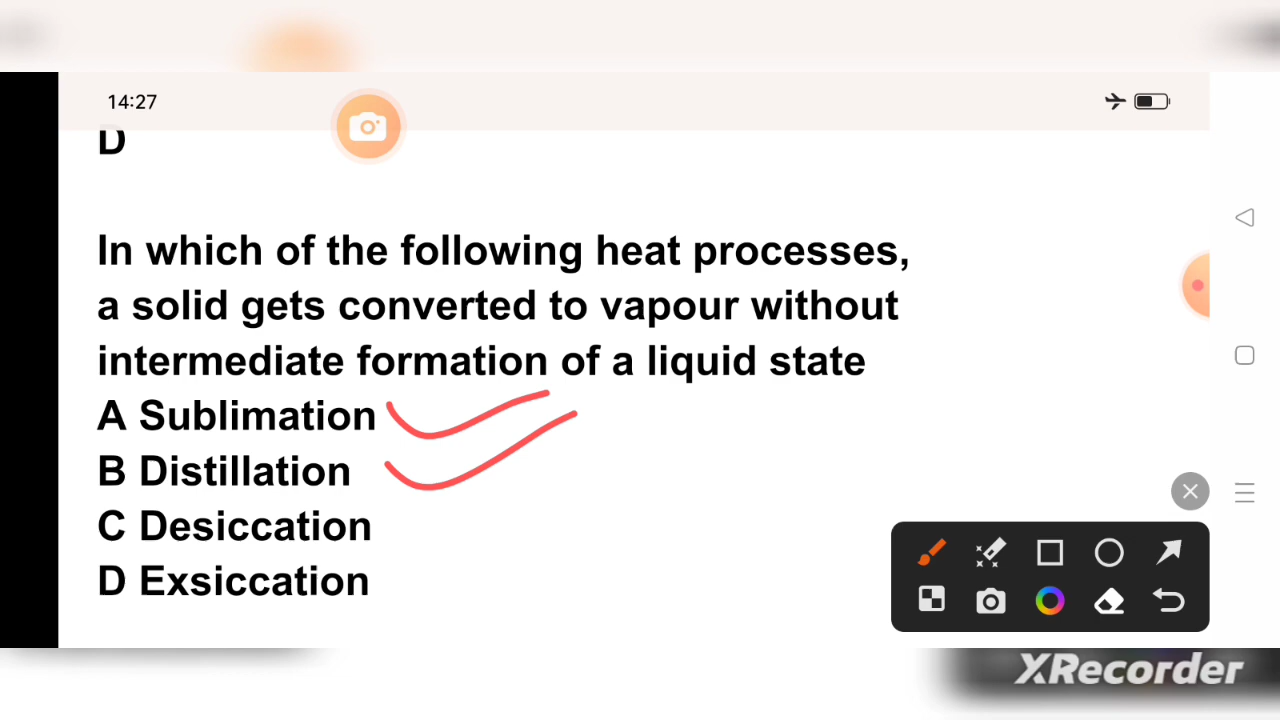 14:27
D
In which of the following heat processes,
a solid gets converted to vapour without
intermediate formation of a liquid state
A Sublimation
B Distillation
C Desiccation
D Exsiccation
XRecorder